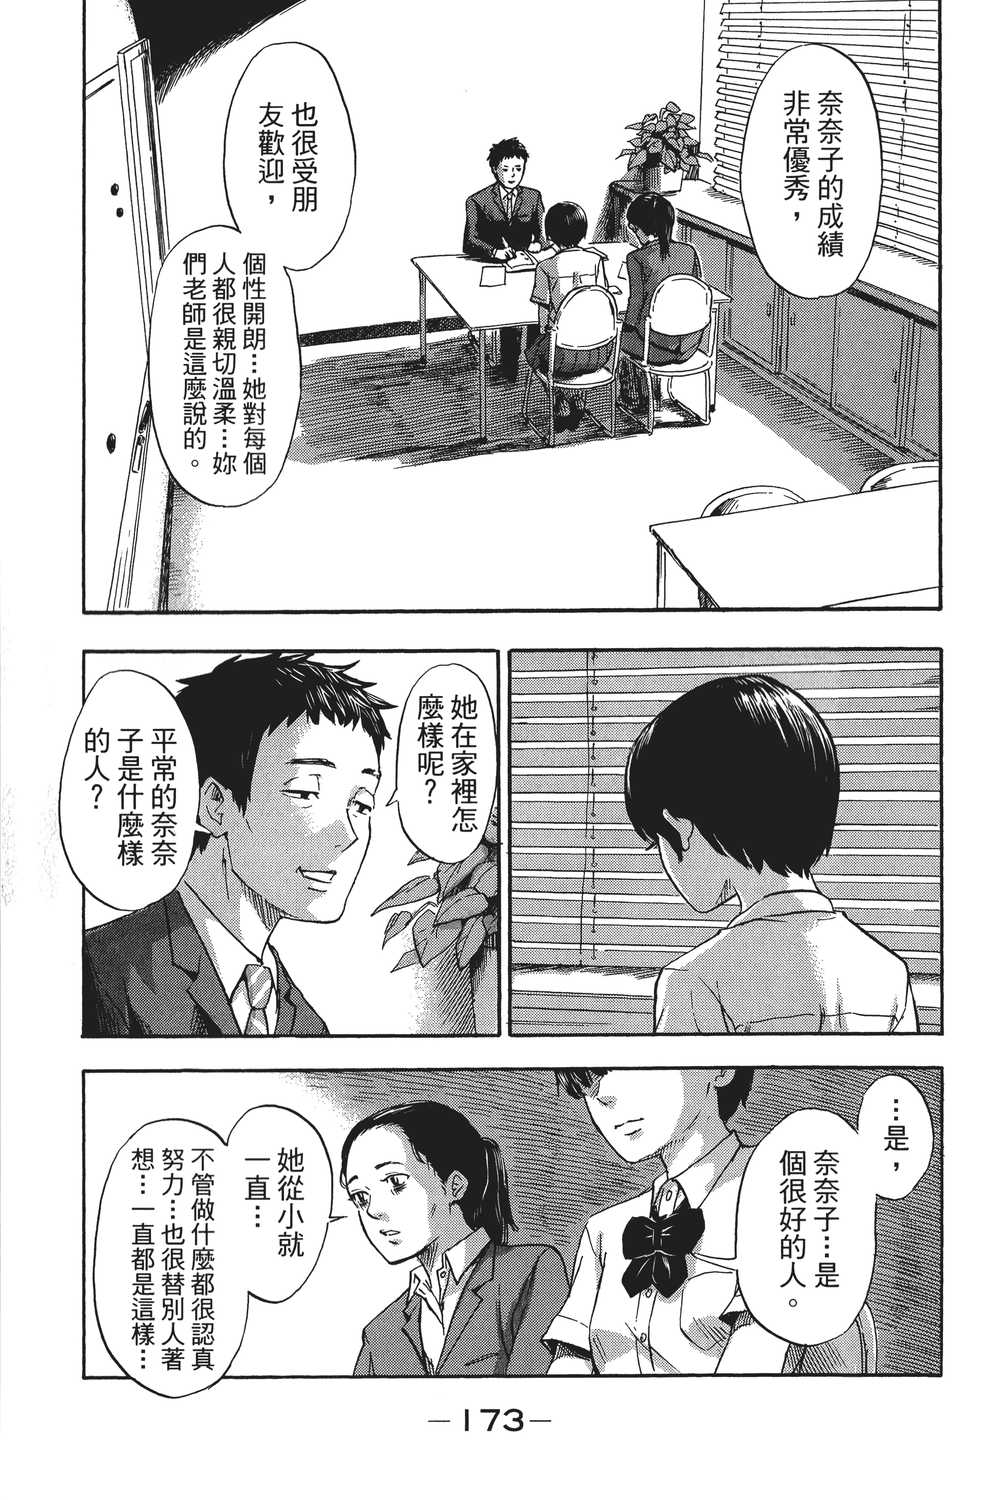 奈奈子的成績
非常優秀，
也很受朋
友歡迎，
個性開朗…她對每個
人都很親切溫柔…妳
們老師是這麼說的。
她在家裡怎
麼樣呢？
平常的奈奈
子是什麼樣
的人？
…是，
奈奈子…是
個很好的人。
她從小就
一直…
不管做什麼都很認真
努力…也很替別人著
想…一直都是這樣…
－173－